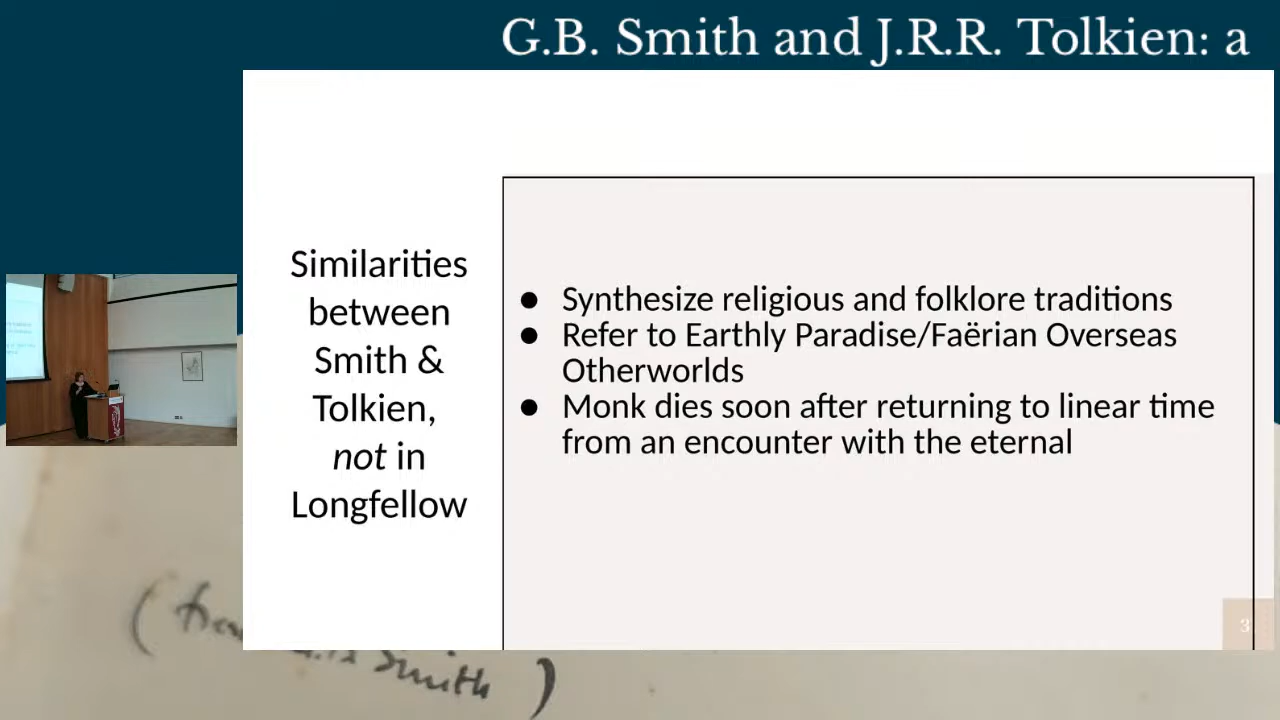 G.B. Smith and J.R.R. Tolkien: a
Similarities
between
Smith &
Tolkien,
not in
Longfellow
● Synthesize religious and folklore traditions
● Refer to Earthly Paradise/Faërian Overseas
Otherworlds
● Monk dies soon after returning to linear time
from an encounter with the eternal
3
Smith )